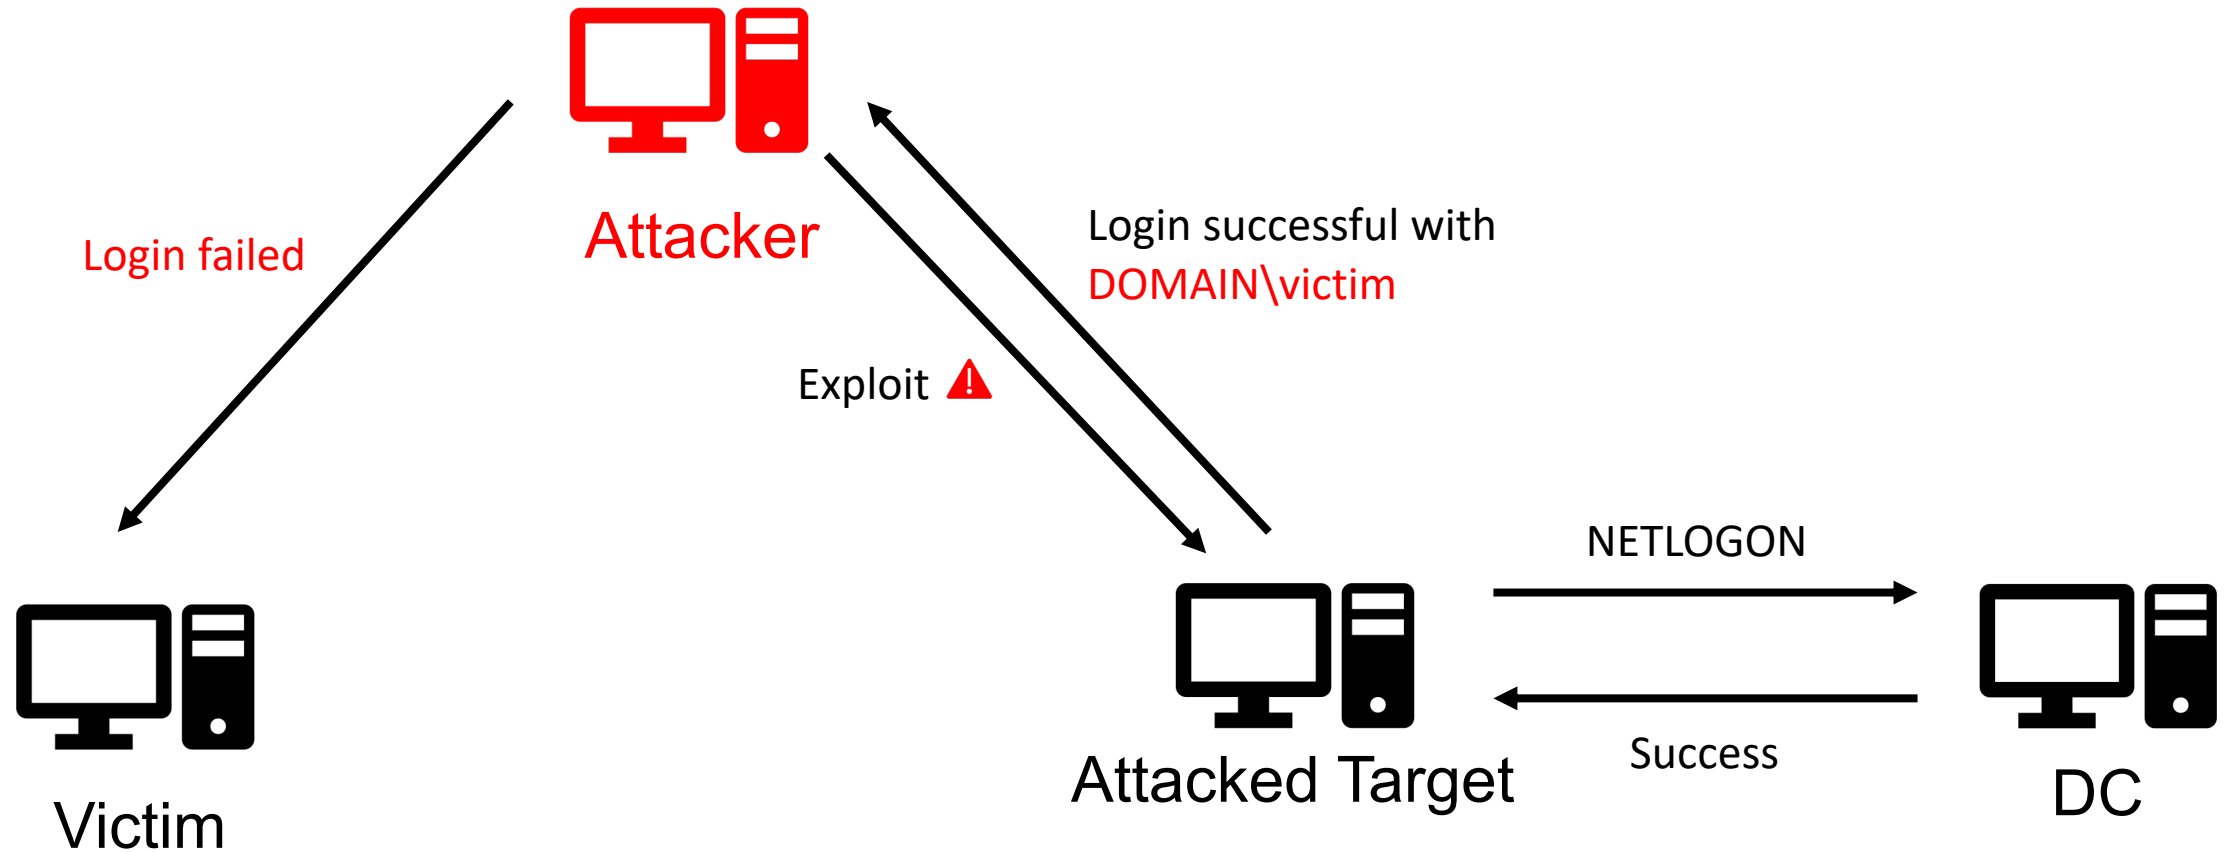 Attacker
Login failed
Login successful with
DOMAIN\victim
Exploit
NETLOGON
Success
Victim
Attacked Target
DC